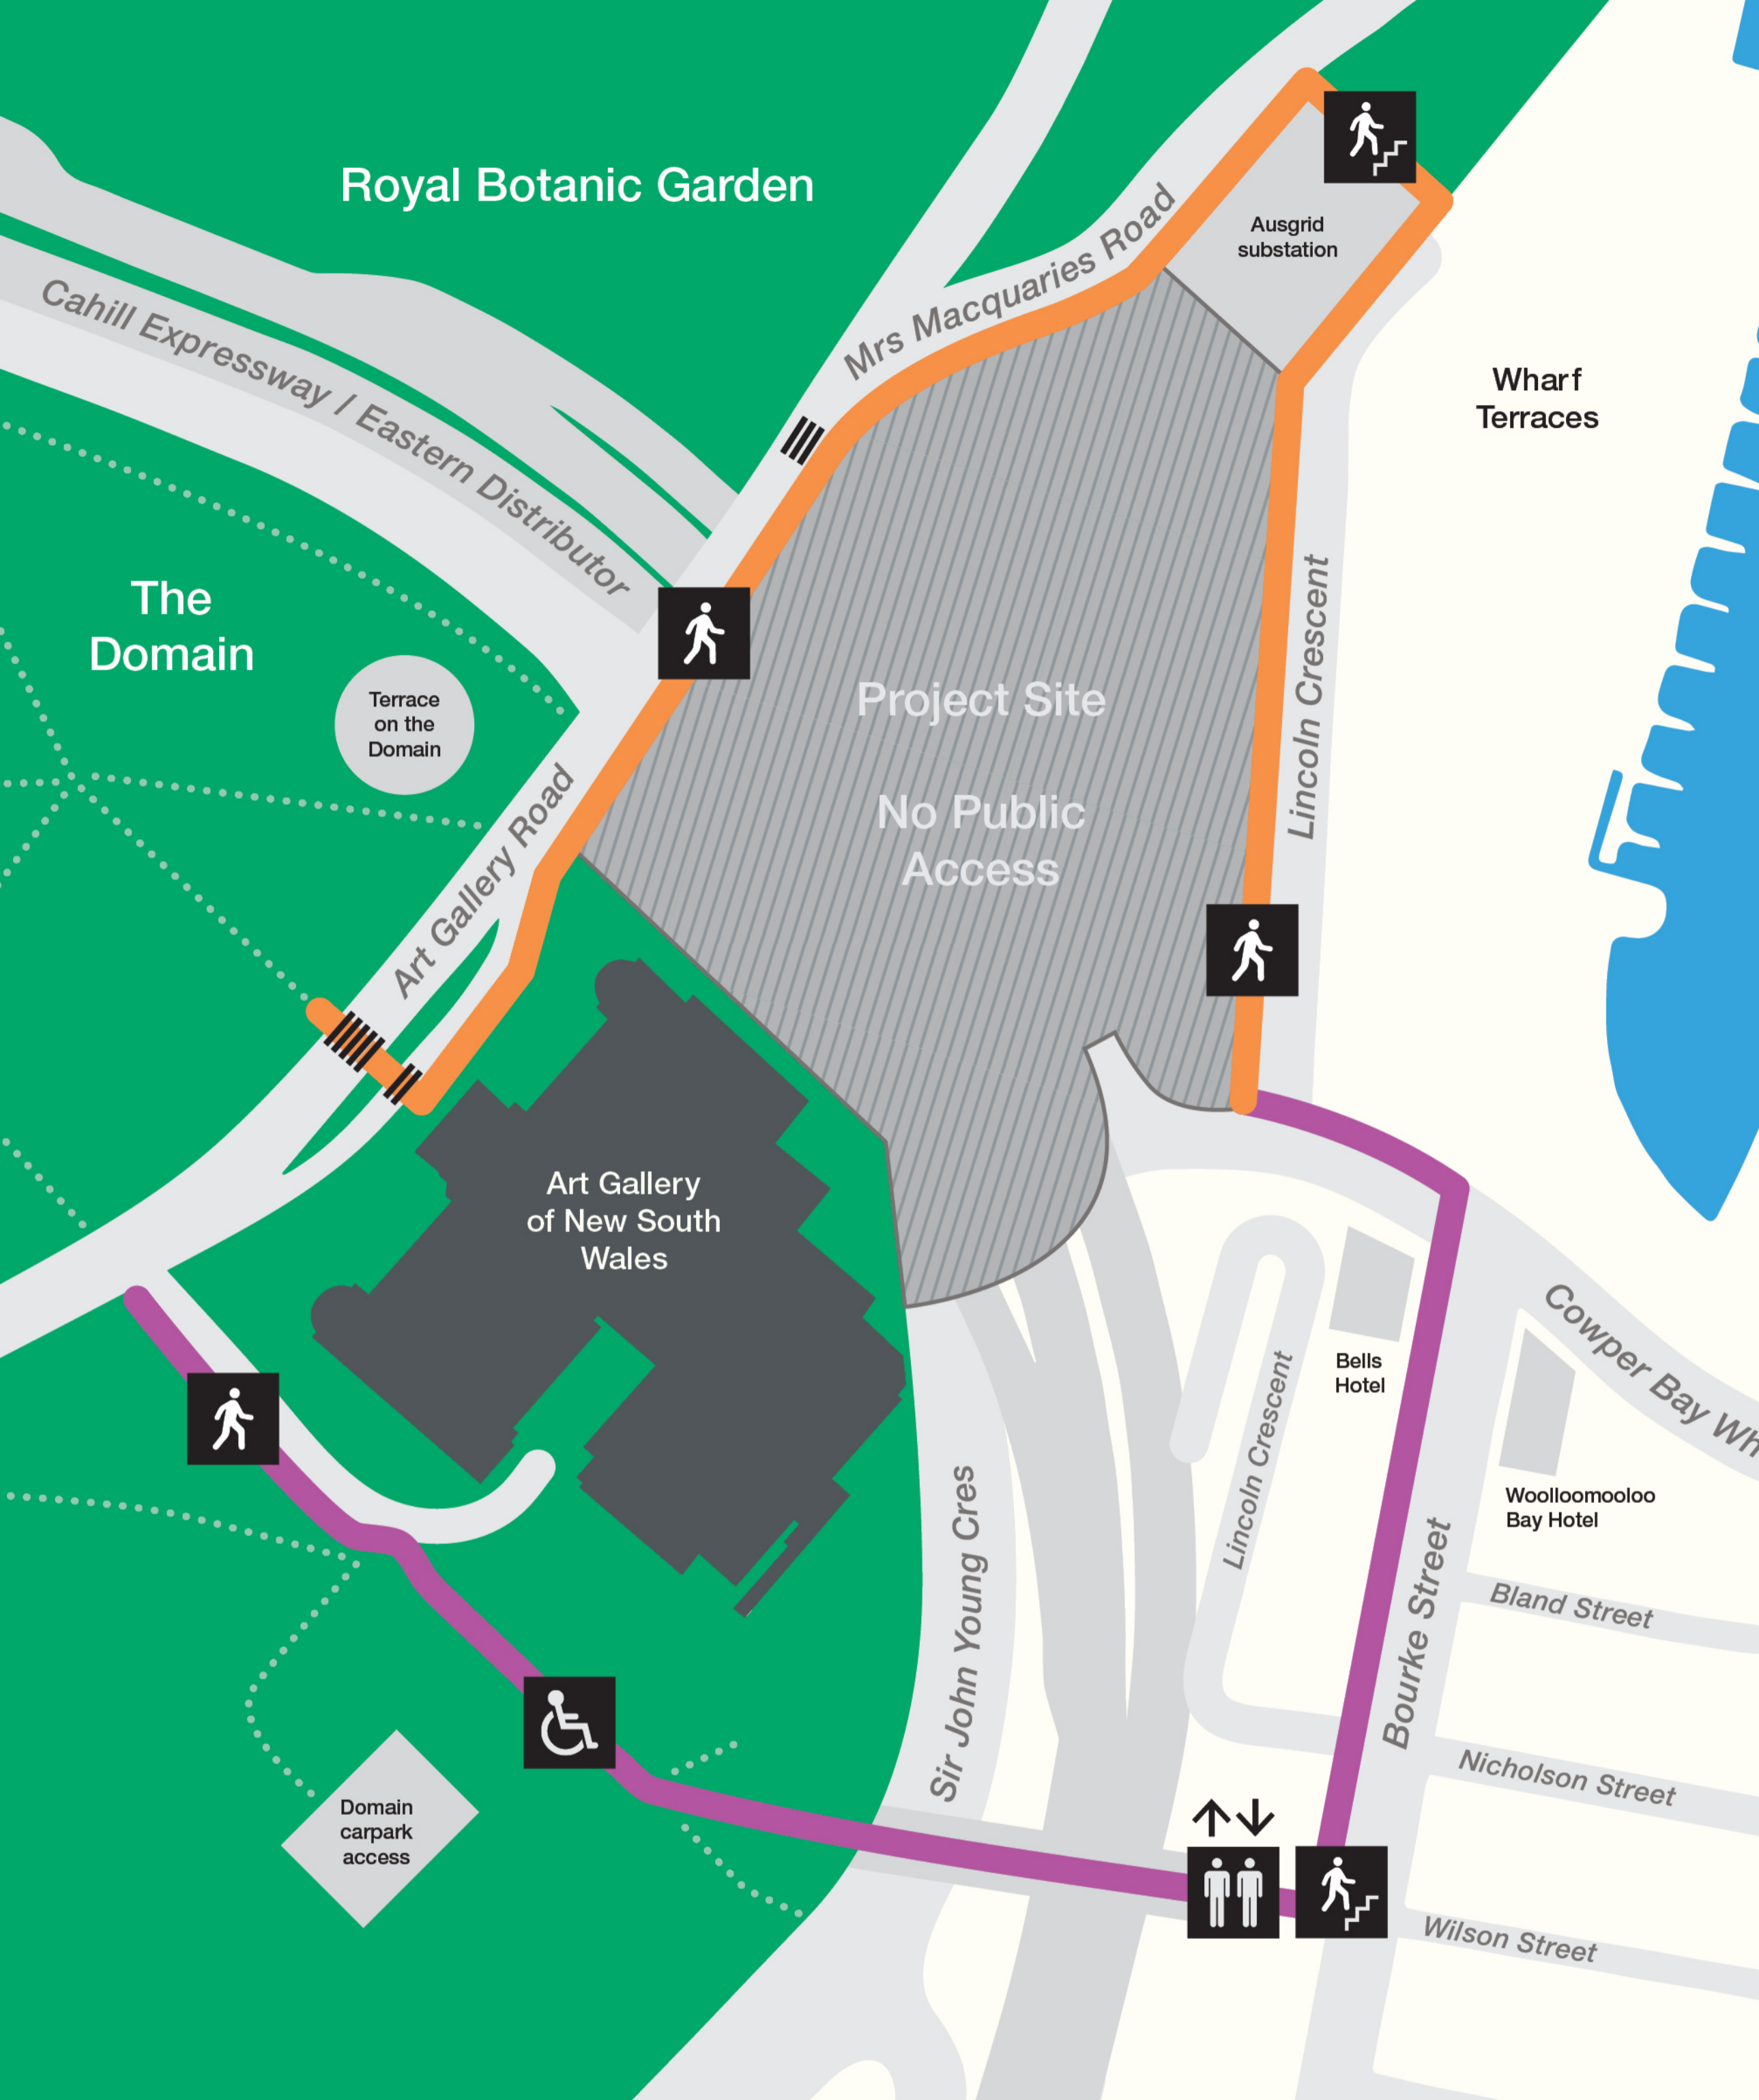 Royal Botanic Garden
Ausgrid
substation
Mrs Macquaries Road
Cahill Expressway / Eastern Distributor
Wharf
Terraces
The
Domain
Terrace
on the
Domain
Project Site
No Public
Access
Lincoln Crescent
Art Gallery Road
Art Gallery
of New South
Wales
Bells
Hotel
Cowper Bay Wh
Lincoln Crescent
Woolloomooloo
Bay Hotel
Sir John Young Cres
Bourke Street
Bland Street
Nicholson Street
Domain
carpark
access
Wilson Street